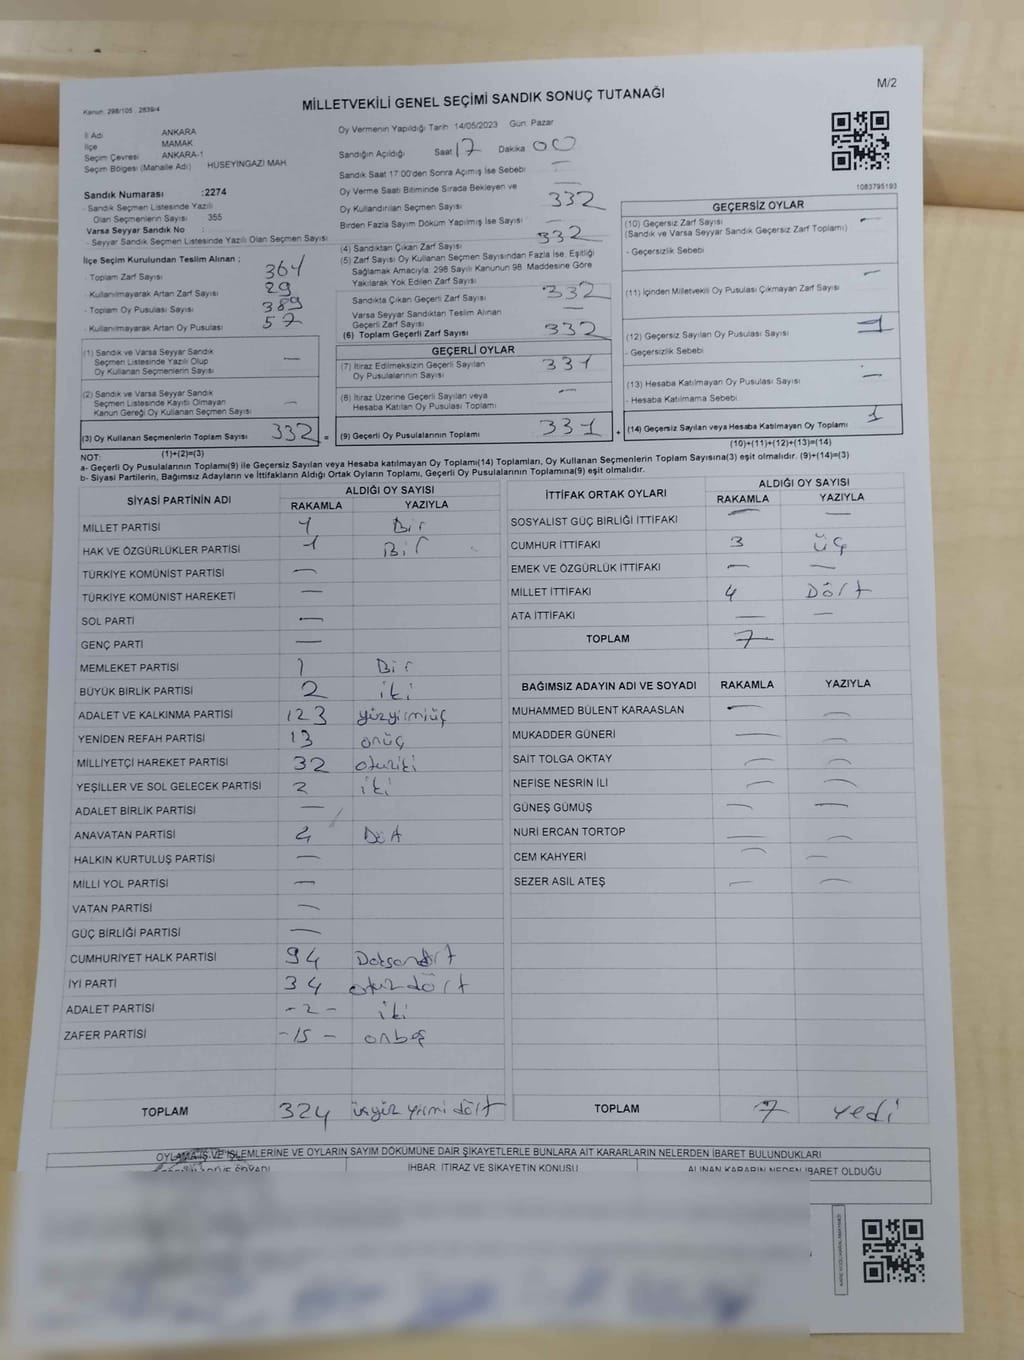 M/2
Kanun: 298/105 , 2839/4
MİLLETVEKİLİ GENEL SEÇİMİ SANDIK SONUÇ TUTANAĞI
İl Adı ANKARA
İlçe MAMAK
Seçim Çevresi ANKARA-1
Seçim Bölgesi (Mahalle Adı) HÜSEYİNGAZİ MAH
Sandık Numarası :2274
- Sandık Seçmen Listesinde Yazılı
Olan Seçmenlerin Sayısı 355
Varsa Seyyar Sandık No :
- Seyyar Sandık Seçmen Listesinde Yazılı Olan Seçmen Sayısı
İlçe Seçim Kurulundan Teslim Alınan ;
- Toplam Zarf Sayısı 364
- Kullanılmayarak Artan Zarf Sayısı 29
- Toplam Oy Pusulası Sayısı 389
- Kullanılmayarak Artan Oy Pusulası 57
(1) Sandık ve Varsa Seyyar Sandık
Seçmen Listesinde Yazılı Olup
Oy Kullanan Seçmenlerin Sayısı —
(2) Sandık ve Varsa Seyyar Sandık
Seçmen Listesinde Kayıtlı Olmayan
Kanun Gereği Oy Kullanan Seçmen Sayısı —
(3) Oy Kullanan Seçmenlerin Toplam Sayısı 332 =
(1)+(2)=(3)
Oy Vermenin Yapıldığı Tarih 14/05/2023 Gün Pazar
Sandığın Açıldığı Saat 17 Dakika 00
Sandık Saat 17:00'den Sonra Açımış İse Sebebi —
Oy Verme Saati Bitiminde Sırada Bekleyen ve —
Oy Kullandırılan Seçmen Sayısı 332
Birden Fazla Sayım Döküm Yapılmış İse Sayısı —
(4) Sandıktan Çıkan Zarf Sayısı 332
(5) Zarf Sayısı Oy Kullanan Seçmen Sayısından Fazla İse, Eşitliği
Sağlamak Amacıyla; 298 Sayılı Kanunun 98. Maddesine Göre
Yakılarak Yok Edilen Zarf Sayısı
Sandıkta Çıkan Geçerli Zarf Sayısı 332
Varsa Seyyar Sandıktan Teslim Alınan
Geçerli Zarf Sayısı —
(6) Toplam Geçerli Zarf Sayısı 332
GEÇERLİ OYLAR
(7) İtiraz Edilmeksizin Geçerli Sayılan
Oy Pusulalarının Sayısı 331
(8) İtiraz Üzerine Geçerli Sayılan veya
Hesaba Katılan Oy Pusulası Toplamı —
(9) Geçerli Oy Pusulalarının Toplamı 331 +
1083795193
GEÇERSİZ OYLAR
(10) Geçersiz Zarf Sayısı —
(Sandık ve Varsa Seyyar Sandık Geçersiz Zarf Toplamı)
- Geçersizlik Sebebi
(11) İçinden Milletvekili Oy Pusulası Çıkmayan Zarf Sayısı —
(12) Geçersiz Sayılan Oy Pusulası Sayısı 1
- Geçersizlik Sebebi
(13) Hesaba Katılmayan Oy Pusulası Sayısı —
- Hesaba Katılmama Sebebi
(14) Geçersiz Sayılan veya Hesaba Katılmayan Oy Toplamı 1
(10)+(11)+(12)+(13)=(14)
NOT:
a- Geçerli Oy Pusulaların Toplamı(9) ile Geçersiz Sayılan veya Hesaba katılmayan Oy Toplamı(14) Toplamları, Oy Kullanan Seçmenlerin Toplam Sayısına(3) eşit olmalıdır. (9)+(14)=(3)
b- Siyasi Partilerin, Bağımsız Adayların ve İttifakların Aldığı Ortak Oyların Toplamı, Geçerli Oy Pusulalarının Toplamına(9) eşit olmalıdır.
SİYASİ PARTİNİN ADI ALDIĞI OY SAYISI
RAKAMLA YAZIYLA
MİLLET PARTİSİ 1 Bir
HAK VE ÖZGÜRLÜKLER PARTİSİ 1 Bir
TÜRKİYE KOMÜNİST PARTİSİ —
TÜRKİYE KOMÜNİST HAREKETİ —
SOL PARTİ —
GENÇ PARTİ —
MEMLEKET PARTİSİ 1 Bir
BÜYÜK BİRLİK PARTİSİ 2 iki
ADALET VE KALKINMA PARTİSİ 123 yüzyirmiüç
YENİDEN REFAH PARTİSİ 13 onüç
MİLLİYETÇİ HAREKET PARTİSİ 32 otuziki
YEŞİLLER VE SOL GELECEK PARTİSİ 2 iki
ADALET BİRLİK PARTİSİ —
ANAVATAN PARTİSİ 4 Dört
HALKIN KURTULUŞ PARTİSİ —
MİLLİ YOL PARTİSİ —
VATAN PARTİSİ —
GÜÇ BİRLİĞİ PARTİSİ —
CUMHURİYET HALK PARTİSİ 94 Doksandört
İYİ PARTİ 34 otuzdört
ADALET PARTİSİ -2- iki
ZAFER PARTİSİ -15- onbeş
TOPLAM 324 üçyüz yirmi dört
İTTİFAK ORTAK OYLARI ALDIĞI OY SAYISI
RAKAMLA YAZIYLA
SOSYALİST GÜÇ BİRLİĞİ İTTİFAKI — —
CUMHUR İTTİFAKI 3 üç
EMEK VE ÖZGÜRLÜK İTTİFAKI — —
MİLLET İTTİFAKI 4 Dört
ATA İTTİFAKI — —
TOPLAM 7
BAĞIMSIZ ADAYIN ADI VE SOYADI RAKAMLA YAZIYLA
MUHAMMED BÜLENT KARAASLAN — —
MUKADDER GÜNERİ — —
SAİT TOLGA OKTAY — —
NEFİSE NESRİN İLİ — —
GÜNEŞ GÜMÜŞ — —
NURİ ERCAN TORTOP — —
CEM KAHYERİ — —
SEZER ASİL ATEŞ — —
TOPLAM 7 yedi
OYLAMA İŞ VE İŞLEMLERİNE VE OYLARIN SAYIM DÖKÜMÜNE DAİR ŞİKAYETLERLE BUNLARA AİT KARARLARIN NELERDEN İBARET BULUNDUKLARI
İHBAR, İTİRAZ VE ŞİKAYETİN KONUSU ALINAN KARARIN NEDEN İBARET OLDUĞU